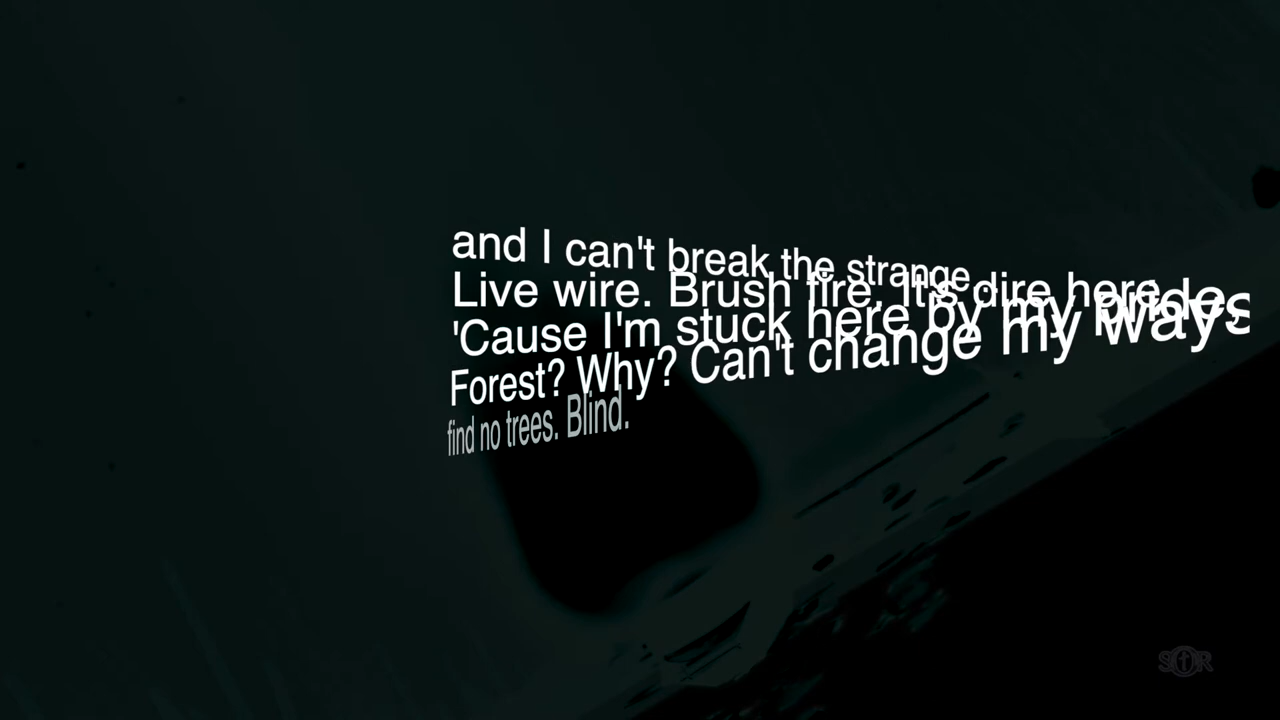 and I can't break the strange
Live wire. Brush fire. It's dire here.
'Cause I'm stuck here by my
Forest? Why? Can't change my ways
find no trees. Blind.